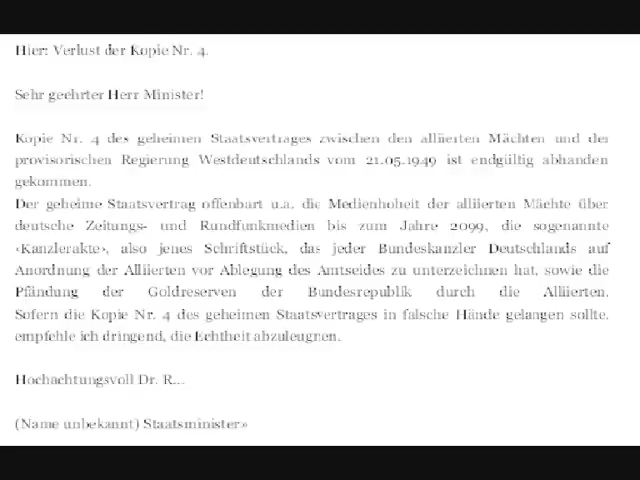 Hier: Verlust der Kopie Nr. 4.
Sehr geehrter Herr Minister!
Kopie Nr. 4 des geheimen Staatsvertrages zwischen den alliierten Mächten und der
provisorischen Regierung Westdeutschlands vom 21.05.1949 ist endgültig abhanden
gekommen.
Der geheime Staatsvertrag offenbart u.a. die Medienhoheit der alliierten Mächte über
deutsche Zeitungs- und Rundfunkmedien bis zum Jahre 2099, die sogenannte
‹Kanzlerakte›, also jenes Schriftstück, das jeder Bundeskanzler Deutschlands auf
Anordnung der Alliierten vor Ablegung des Amtseides zu unterzeichnen hat, sowie die
Pfändung der Goldreserven der Bundesrepublik durch die Alliierten.
Sofern die Kopie Nr. 4 des geheimen Staatsvertrages in falsche Hände gelangen sollte,
empfehle ich dringend, die Echtheit abzuleugnen.
Hochachtungsvoll Dr. R...
(Name unbekannt) Staatsminister»